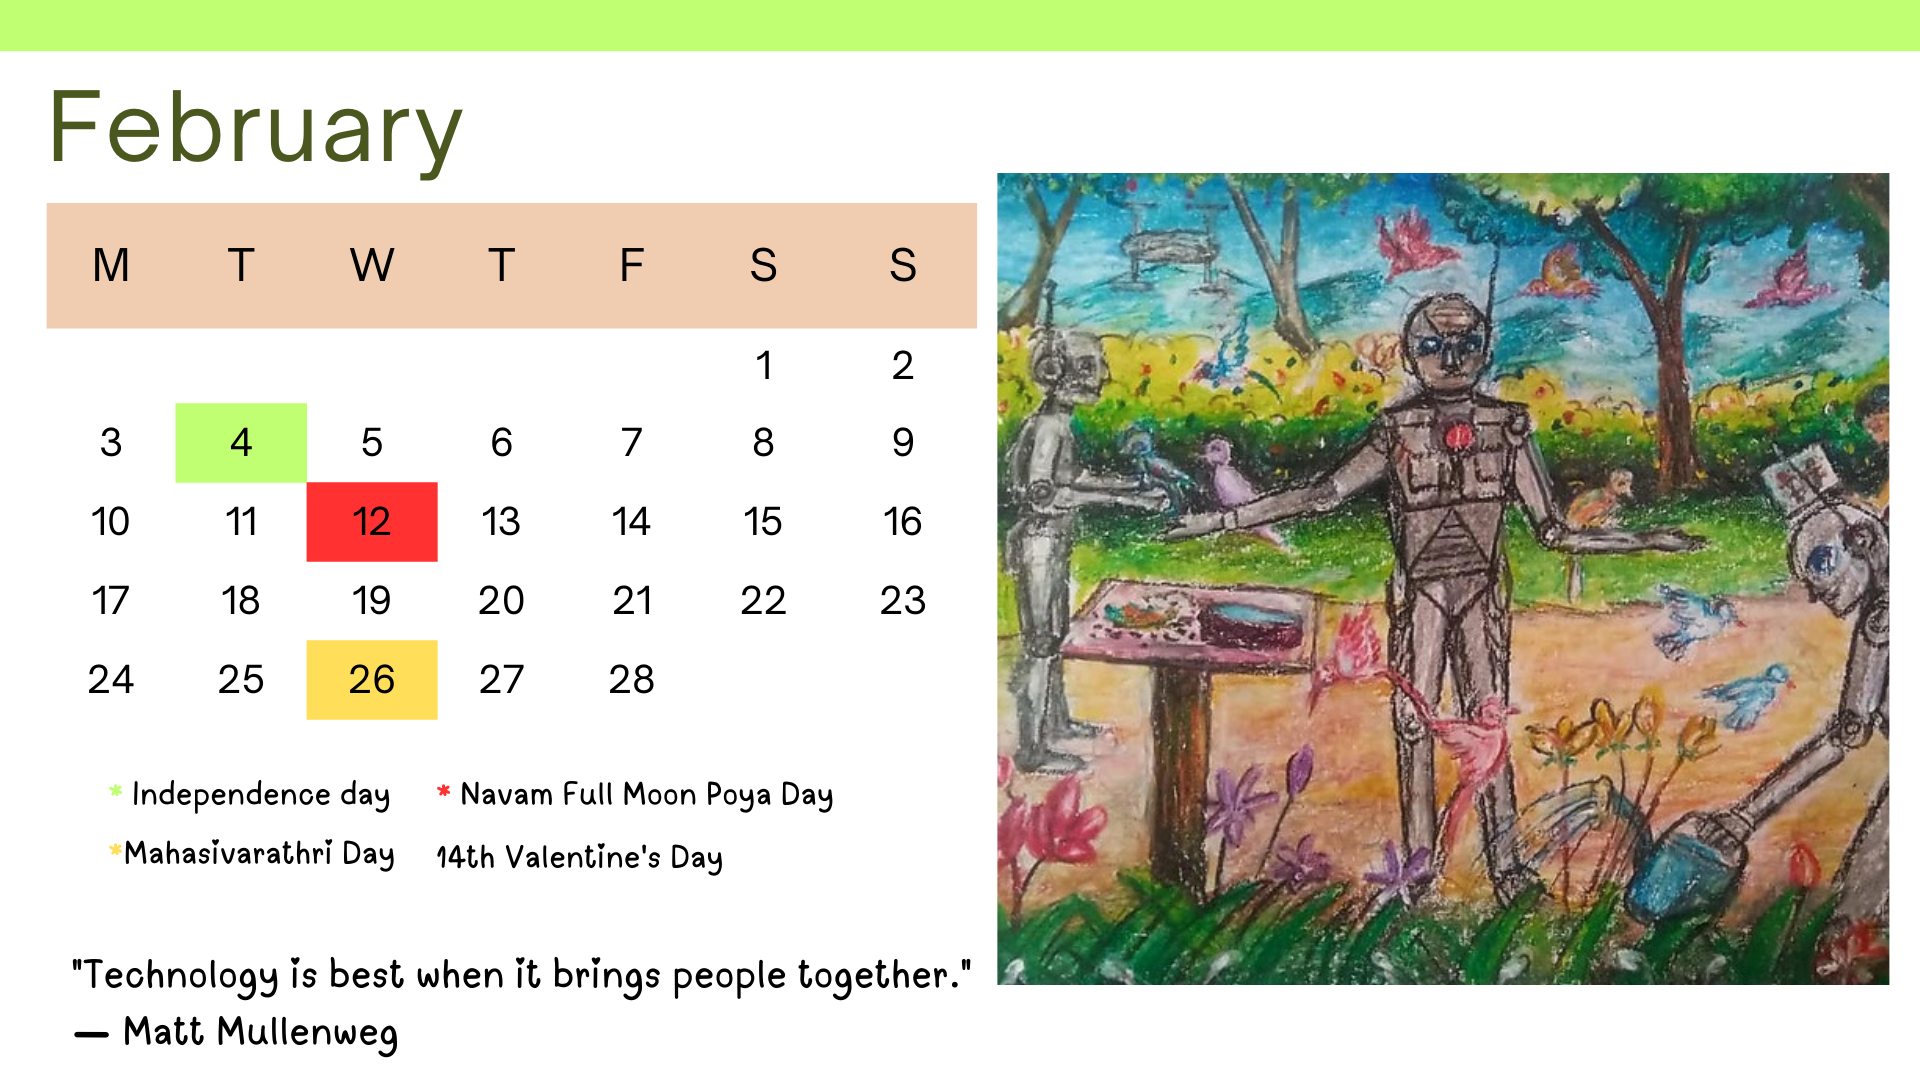 February
M T W T F S S
1 2
3 4 5 6 7 8 9
10 11 12 13 14 15 16
17 18 19 20 21 22 23
24 25 26 27 28
* Independence day * Navam Full Moon Poya Day
*Mahasivarathri Day 14th Valentine's Day
"Technology is best when it brings people together."
— Matt Mullenweg